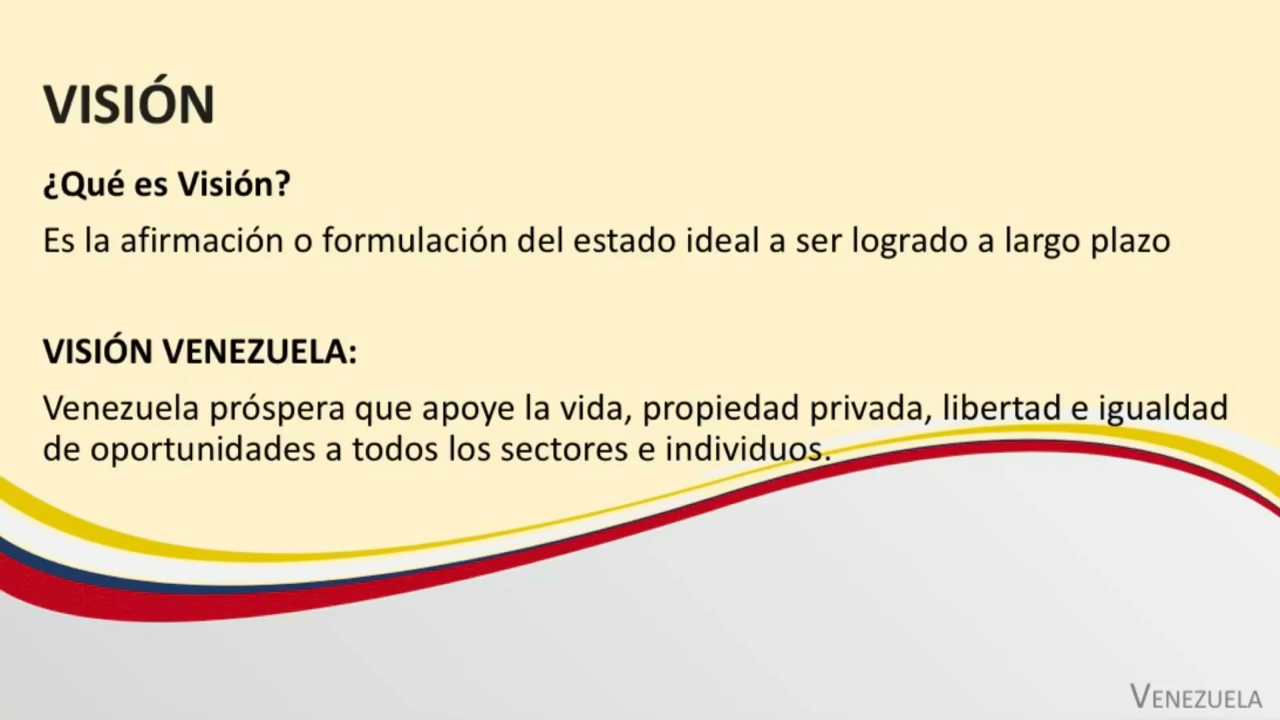 VISIÓN
¿Qué es Visión?
Es la afirmación o formulación del estado ideal a ser logrado a largo plazo
VISIÓN VENEZUELA:
Venezuela próspera que apoye la vida, propiedad privada, libertad e igualdad
de oportunidades a todos los sectores e individuos.
VENEZUELA